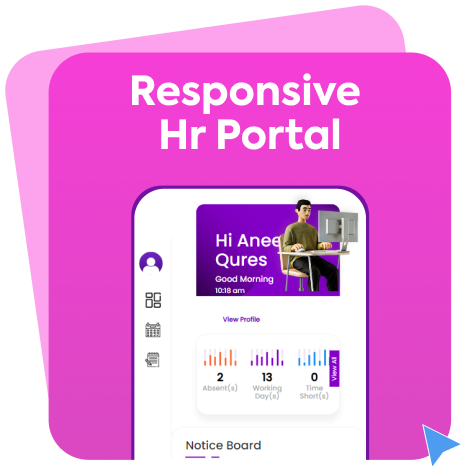 Responsive
Hr Portal
Hi Anee
Qures
Good Morning
10:18 am
View Profile
2
Absent(s)
13
Working
Day(s)
0
Time
Short(s)
View All
Notice Board